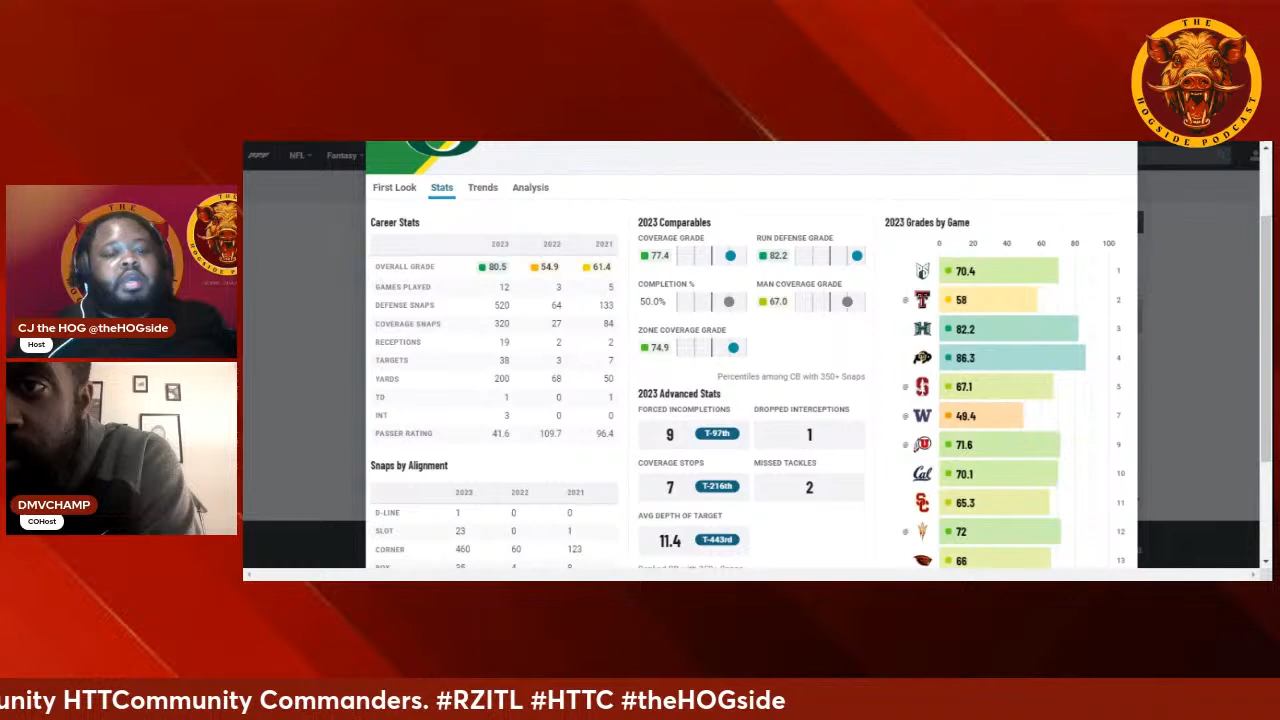 THE
HOGSIDE PODCAST
PFF NFL Fantasy
First Look Stats Trends Analysis
Career Stats
2023 2022 2021
OVERALL GRADE 80.5 54.9 61.4
GAMES PLAYED 12 3 5
DEFENSE SNAPS 520 64 133
COVERAGE SNAPS 320 27 84
RECEPTIONS 19 2 2
TARGETS 38 3 7
YARDS 200 68 50
TD 1 0 1
INT 3 0 0
PASSER RATING 41.6 109.7 96.4
Snaps by Alignment
2023 2022 2021
D-LINE 1 0 0
SLOT 23 0 1
CORNER 460 60 123
2023 Comparables
COVERAGE GRADE RUN DEFENSE GRADE
77.4 82.2
COMPLETION % MAN COVERAGE GRADE
50.0% 67.0
ZONE COVERAGE GRADE
74.9
Percentiles among CB with 350+ Snaps
2023 Advanced Stats
FORCED INCOMPLETIONS DROPPED INTERCEPTIONS
9 T-97th 1
COVERAGE STOPS MISSED TACKLES
7 T-216th 2
AVG DEPTH OF TARGET
11.4 T-443rd
2023 Grades by Game
0 20 40 60 80 100
70.4 1
@ T 58 2
H 82.2 3
CU 86.3 4
@ S 67.1 5
@ W 49.4 7
@ U 71.6 9
Cal 70.1 10
SC 65.3 11
@ 72 12
66 13
THE
THE
CJ the HOG @theHOGside
Host
DMVCHAMP
COHost
unity HTTCommunity Commanders. #RZITL #HTTC #theHOGside